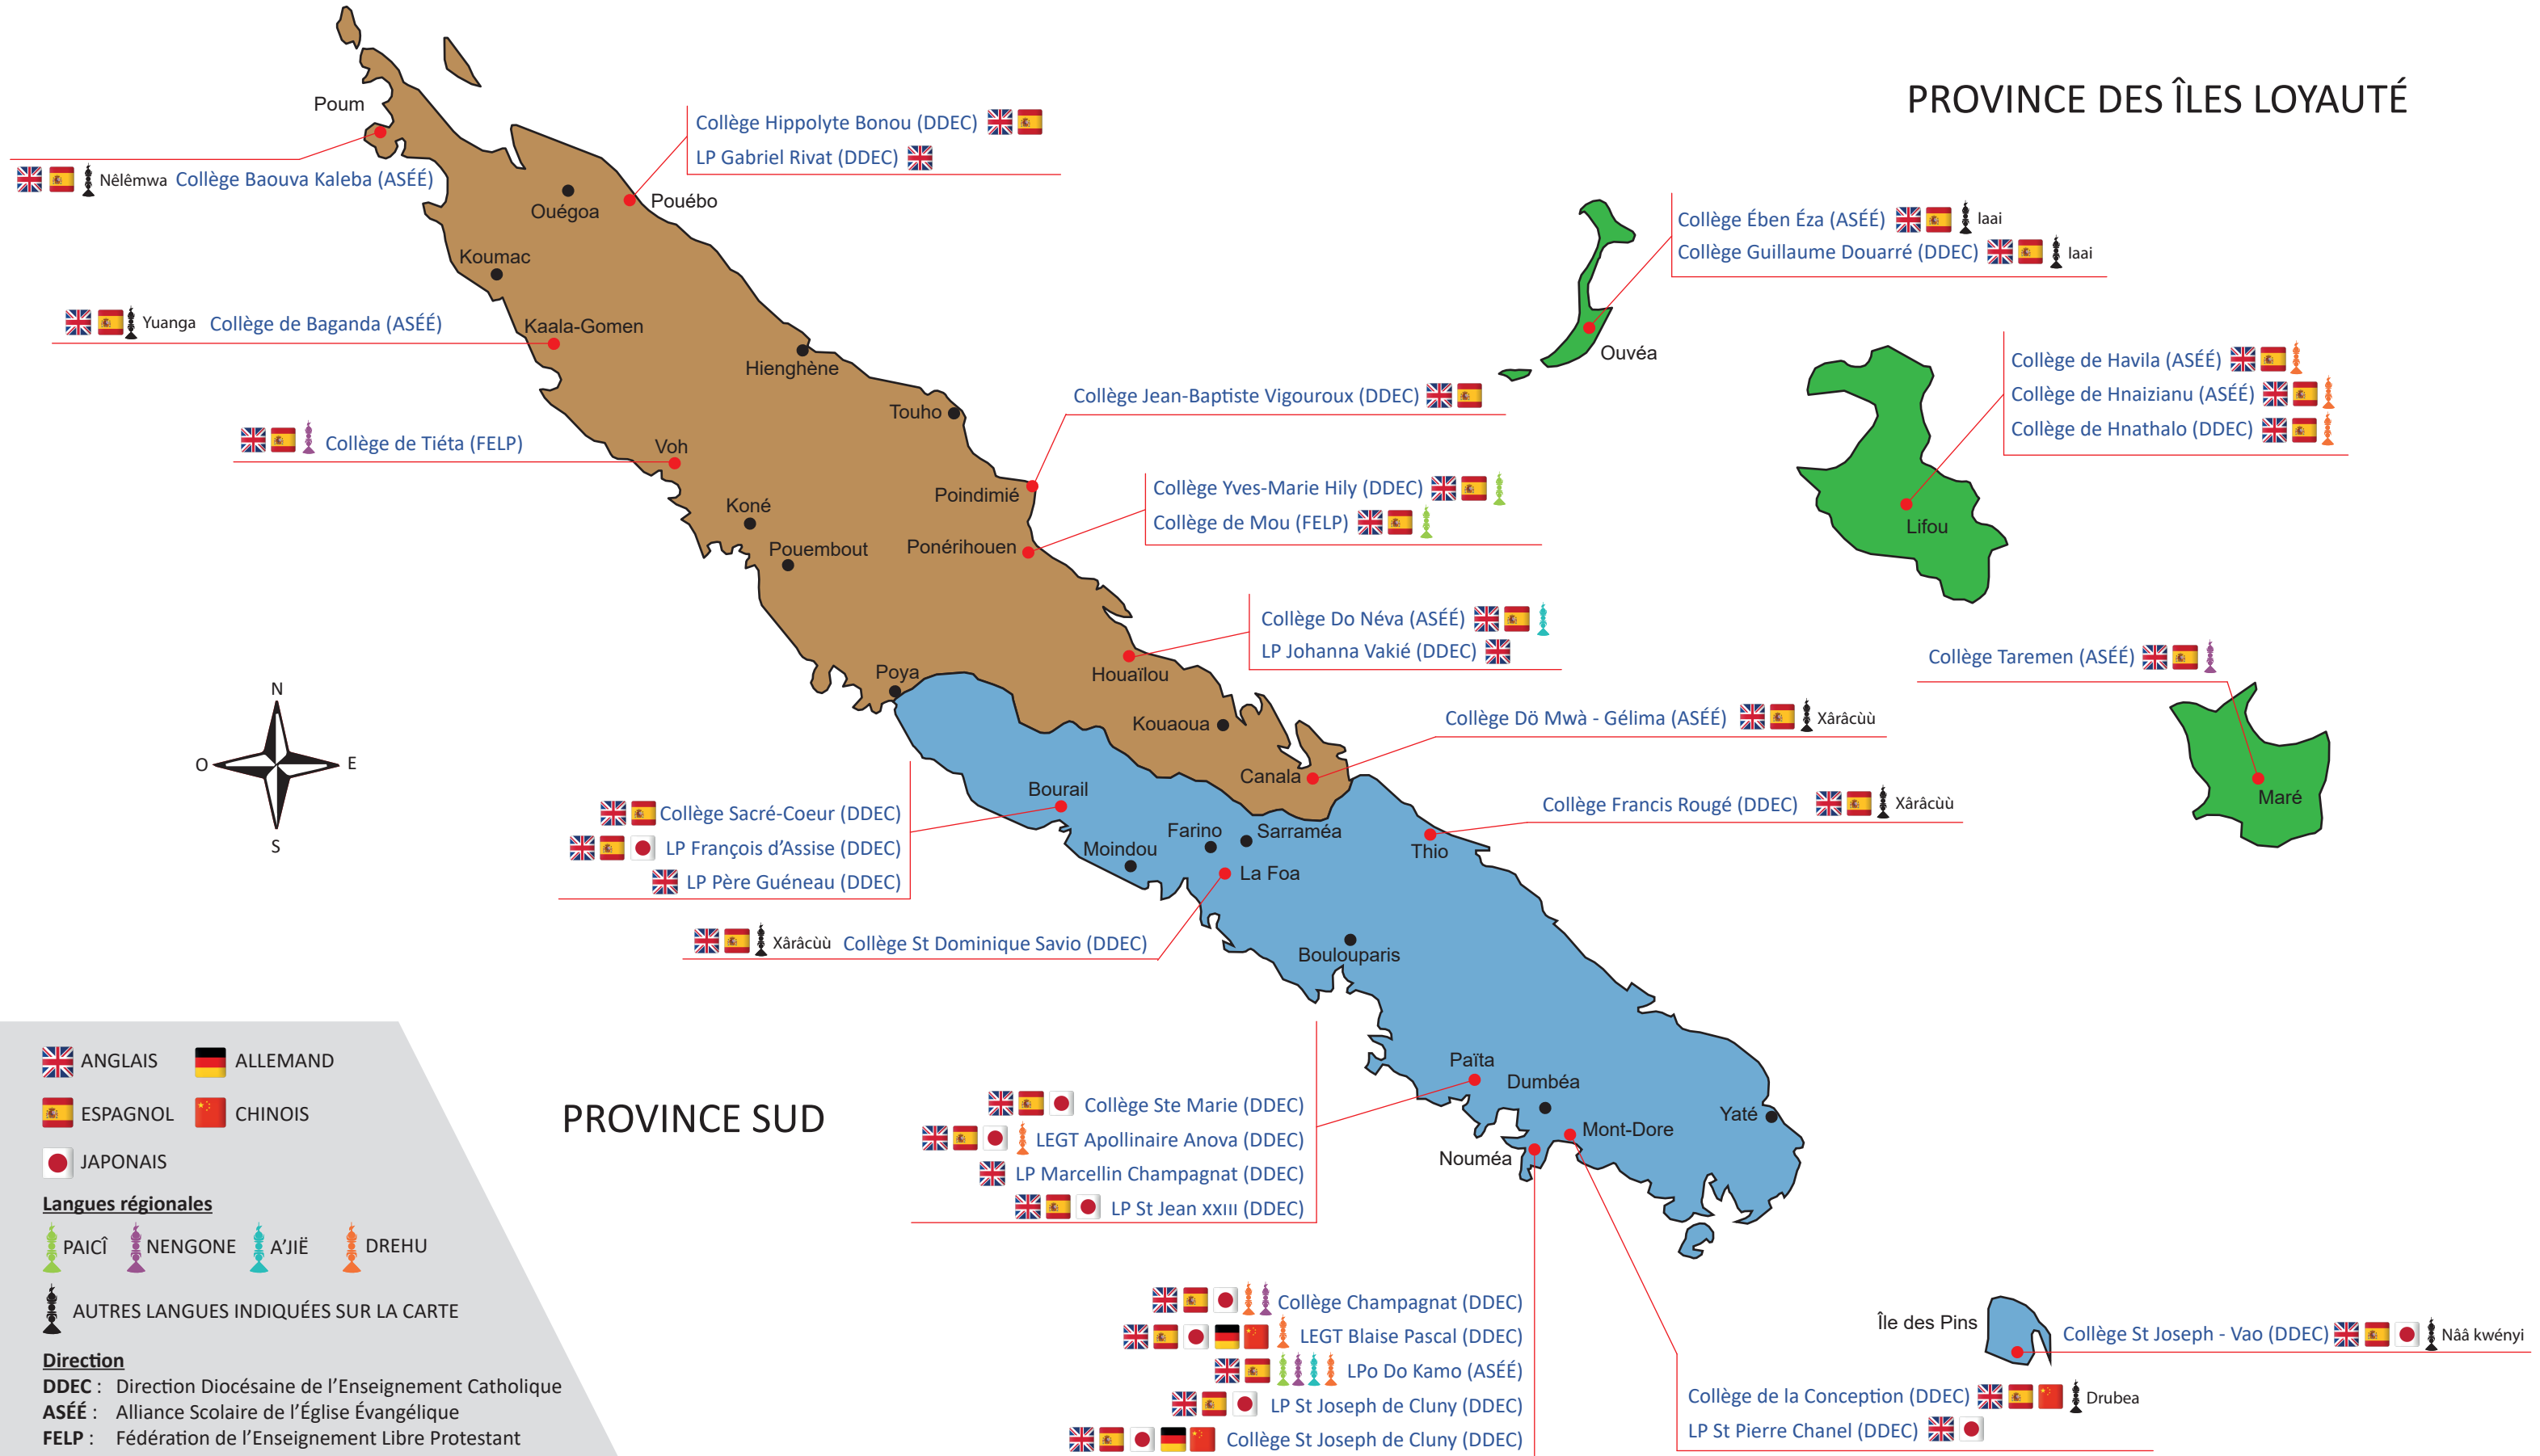 PROVINCE DES ÎLES LOYAUTÉ
Poum
Nêlêmwa Collège Baouva Kaleba (ASÉÉ)
Collège Hippolyte Bonou (DDEC)
LP Gabriel Rivat (DDEC)
Ouégoa
Pouébo
Koumac
Yuanga Collège de Baganda (ASÉÉ)
Kaala-Gomen
Hienghène
Touho
Collège de Tiéta (FELP)
Voh
Koné
Pouembout
Collège Jean-Baptiste Vigouroux (DDEC)
Poindimié
Collège Yves-Marie Hily (DDEC)
Collège de Mou (FELP)
Ponérihouen
Collège Do Néva (ASÉÉ)
LP Johanna Vakié (DDEC)
Houaïlou
Poya
Kouaoua
Collège Dö Mwà - Gélima (ASÉÉ) Xârâcùù
Canala
Collège Ében Éza (ASÉÉ) Iaai
Collège Guillaume Douarré (DDEC) Iaai
Ouvéa
Collège de Havila (ASÉÉ)
Collège de Hnaizianu (ASÉÉ)
Collège de Hnathalo (DDEC)
Lifou
Collège Taremen (ASÉÉ)
Maré
N
O
E
S
Bourail
Collège Sacré-Coeur (DDEC)
LP François d’Assise (DDEC)
LP Père Guéneau (DDEC)
Farino
Sarraméa
Moindou
La Foa
Collège Francis Rougé (DDEC) Xârâcùù
Thio
Xârâcùù Collège St Dominique Savio (DDEC)
Boulouparis
PROVINCE SUD
Païta
Dumbéa
Collège Ste Marie (DDEC)
LEGT Apollinaire Anova (DDEC)
LP Marcellin Champagnat (DDEC)
LP St Jean XXIII (DDEC)
Yaté
Mont-Dore
Nouméa
Collège Champagnat (DDEC)
LEGT Blaise Pascal (DDEC)
LPo Do Kamo (ASÉÉ)
LP St Joseph de Cluny (DDEC)
Collège St Joseph de Cluny (DDEC)
Île des Pins
Collège St Joseph - Vao (DDEC) Nââ kwényi
Collège de la Conception (DDEC) Drubea
LP St Pierre Chanel (DDEC)
ANGLAIS ALLEMAND
ESPAGNOL CHINOIS
JAPONAIS
Langues régionales
PAICÎ NENGONE A’JIË DREHU
AUTRES LANGUES INDIQUÉES SUR LA CARTE
Direction
DDEC : Direction Diocésaine de l’Enseignement Catholique
ASÉÉ : Alliance Scolaire de l’Église Évangélique
FELP : Fédération de l’Enseignement Libre Protestant